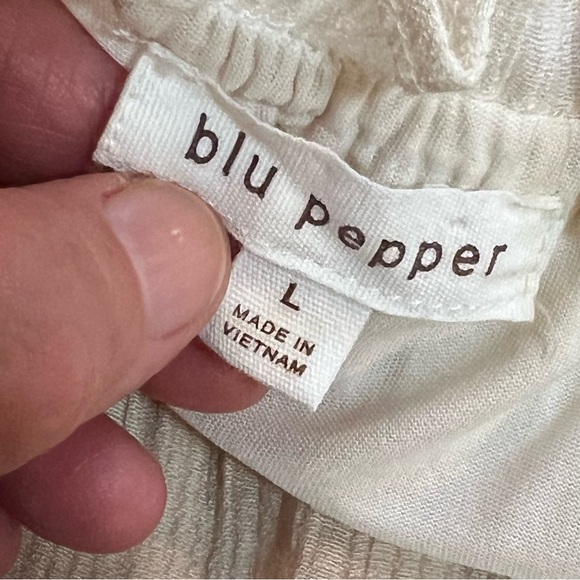 blu pepper
L
MADE IN
VIETNAM